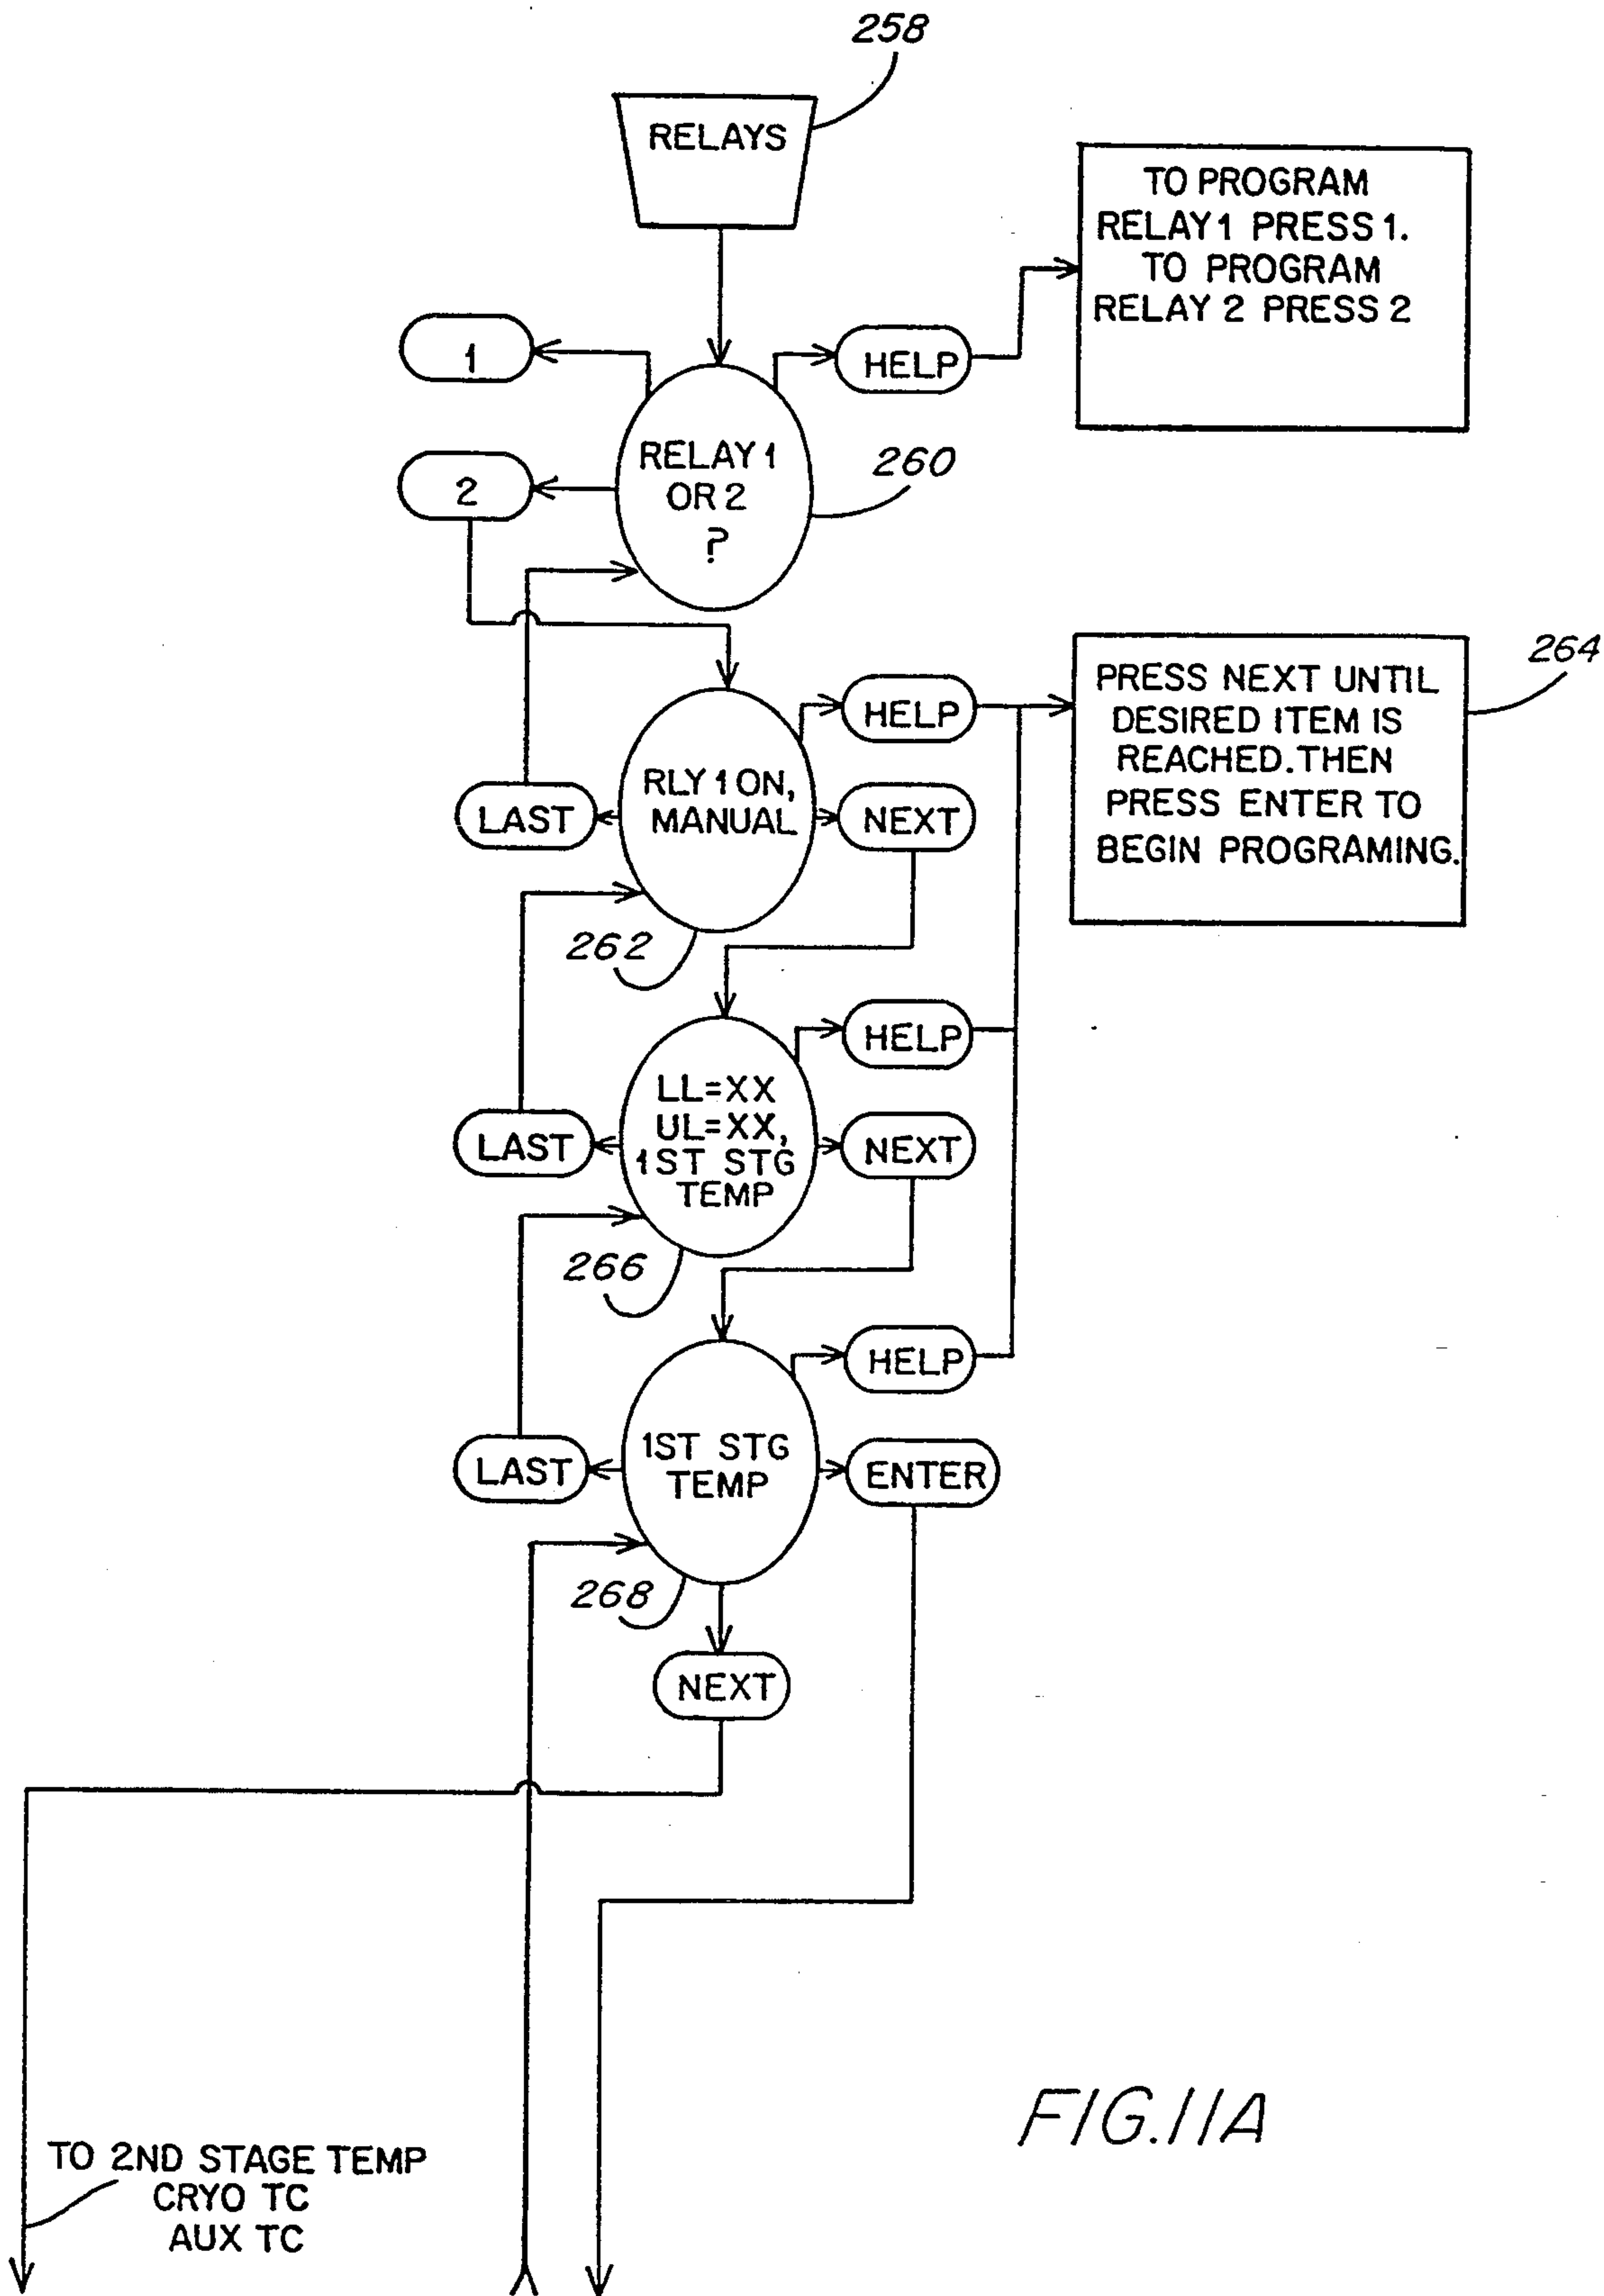 258
RELAYS
TO PROGRAM
RELAY 1 PRESS 1.
TO PROGRAM
RELAY 2 PRESS 2
1
HELP
RELAY 1
OR 2
?
260
2
HELP
PRESS NEXT UNTIL
DESIRED ITEM IS
REACHED. THEN
PRESS ENTER TO
BEGIN PROGRAMING.
264
LAST
RLY 1 ON,
MANUAL
NEXT
262
HELP
LL=XX
UL=XX,
1ST STG
TEMP
LAST
NEXT
266
HELP
LAST
1ST STG
TEMP
ENTER
268
NEXT
TO 2ND STAGE TEMP
CRYO TC
AUX TC
FIG.11A